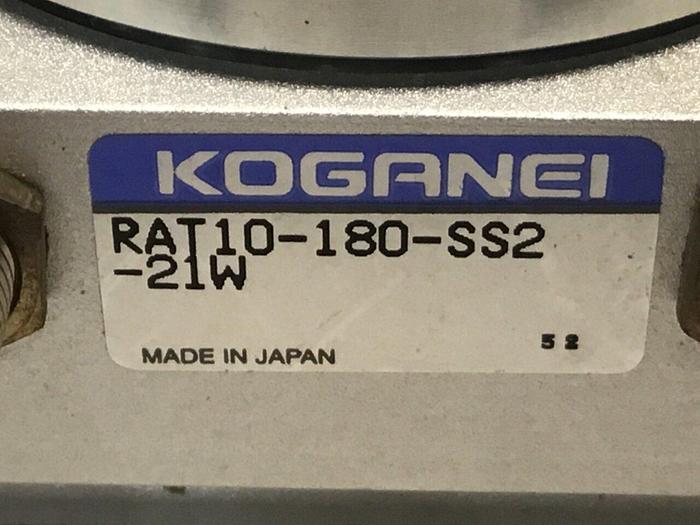 KOGANEI
RAT10-180-SS2
-21W
MADE IN JAPAN
52